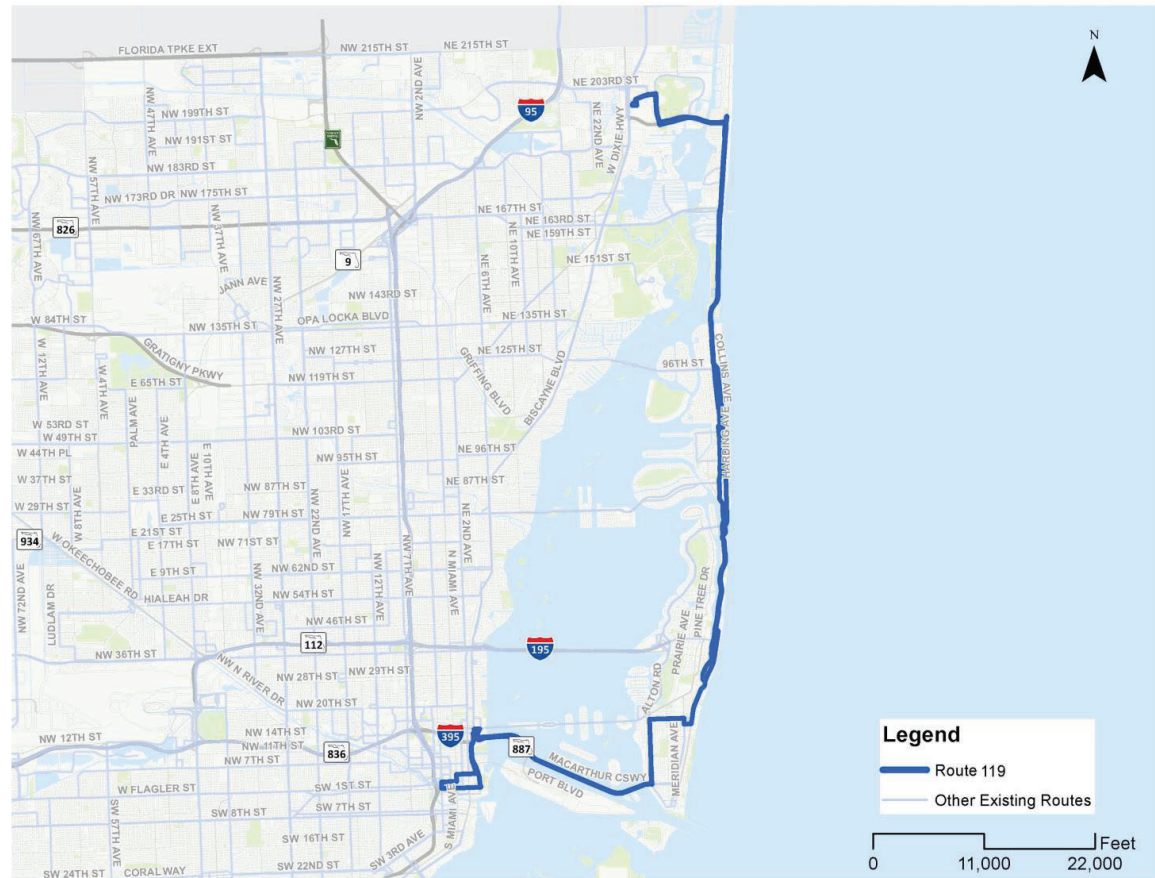 N
FLORIDA TPKE EXT
NW 215TH ST
NE 215TH ST
NW 2ND AVE
NE 203RD ST
95
NW 47TH AVE
NW 199TH ST
NE 22ND AVE
W DIXIE HWY
NW 191ST ST
NW 57TH AVE
NW 183RD ST
NW 173RD DR
NW 175TH ST
NW 67TH AVE
826
NW 37TH AVE
NE 167TH ST
NE 163RD ST
NE 159TH ST
9
NE 10TH AVE
NE 6TH AVE
NE 151ST ST
JANN AVE
NW 27TH AVE
NW 143RD ST
W 84TH ST
NW 135TH ST
OPA LOCKA BLVD
NE 135TH ST
W 12TH AVE
W 4TH AVE
GRATIGNY PKWY
NW 127TH ST
NE 125TH ST
GRIFFING BLVD
BISCAYNE BLVD
96TH ST
COLLINS AVE
HARDING AVE
E 65TH ST
NW 119TH ST
W 53RD ST
PALM AVE
E 4TH AVE
NW 103RD ST
W 49TH ST
E 10TH AVE
E 8TH AVE
NE 96TH ST
W 44TH PL
NW 95TH ST
W 37TH ST
W 8TH AVE
E 33RD ST
NW 87TH ST
NW 22ND AVE
NW 17TH AVE
NE 87TH ST
W 29TH ST
E 25TH ST
NW 79TH ST
NE 2ND AVE
E 21ST ST
934
W OKEECHOBEE RD
E 17TH ST
NW 71ST ST
NW 72ND AVE
LUDLAM DR
E 9TH ST
NW 32ND AVE
NW 62ND ST
NW 12TH AVE
NW 7TH AVE
N MIAMI AVE
HIALEAH DR
NW 54TH ST
PRAIRIE AVE
PINE TREE DR
NW 46TH ST
112
195
NW 36TH ST
NW N RIVER DR
NW 29TH ST
NW 28TH ST
ALTON RD
NW 20TH ST
NW 12TH ST
NW 14TH ST
395
NW 11TH ST
836
NW 7TH ST
887
MACARTHUR CSWY
PORT BLVD
MERIDIAN AVE
W FLAGLER ST
SW 1ST ST
S MIAMI AVE
SW 57TH AVE
SW 8TH ST
SW 7TH ST
SW 16TH ST
SW 3RD AVE
SW 24TH ST
CORAL WAY
SW 22ND ST
Legend
Route 119
Other Existing Routes
Feet
0 11,000 22,000